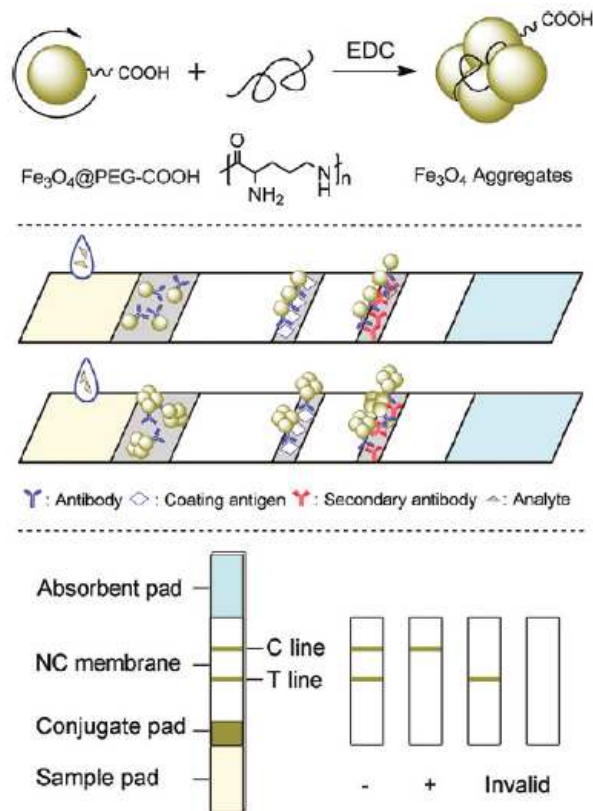 COOH + EDC COOH
Fe₃O₄@PEG-COOH O NH₂ N H n Fe₃O₄ Aggregates
: Antibody : Coating antigen : Secondary antibody : Analyte
Absorbent pad
C line
NC membrane
T line
Conjugate pad
Sample pad
- + Invalid